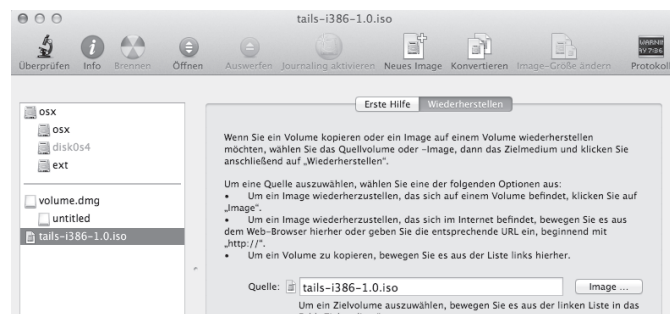 tails-i386-1.0.iso
WARNIN
AY 7:36
Überprüfen Info Brennen Öffnen Auswerfen Journaling aktivieren Neues Image Konvertieren Image-Größe ändern Protokoll
osx
osx
disk0s4
ext
volume.dmg
untitled
tails-i386-1.0.iso
Erste Hilfe Wiederherstellen
Wenn Sie ein Volume kopieren oder ein Image auf einem Volume wiederherstellen
möchten, wählen Sie das Quellvolume oder -Image, dann das Zielmedium und klicken Sie
anschließend auf „Wiederherstellen“.
Um eine Quelle auszuwählen, wählen Sie eine der folgenden Optionen aus:
• Um ein Image wiederherzustellen, das sich auf einem Volume befindet, klicken Sie auf
„Image“.
• Um ein Image wiederherzustellen, das sich im Internet befindet, bewegen Sie es aus
dem Web-Browser hierher oder geben Sie die entsprechende URL ein, beginnend mit
„http://“.
• Um ein Volume zu kopieren, bewegen Sie es aus der Liste links hierher.
Quelle: tails-i386-1.0.iso Image ...
Um ein Zielvolume auszuwählen, bewegen Sie es aus der linken Liste in das